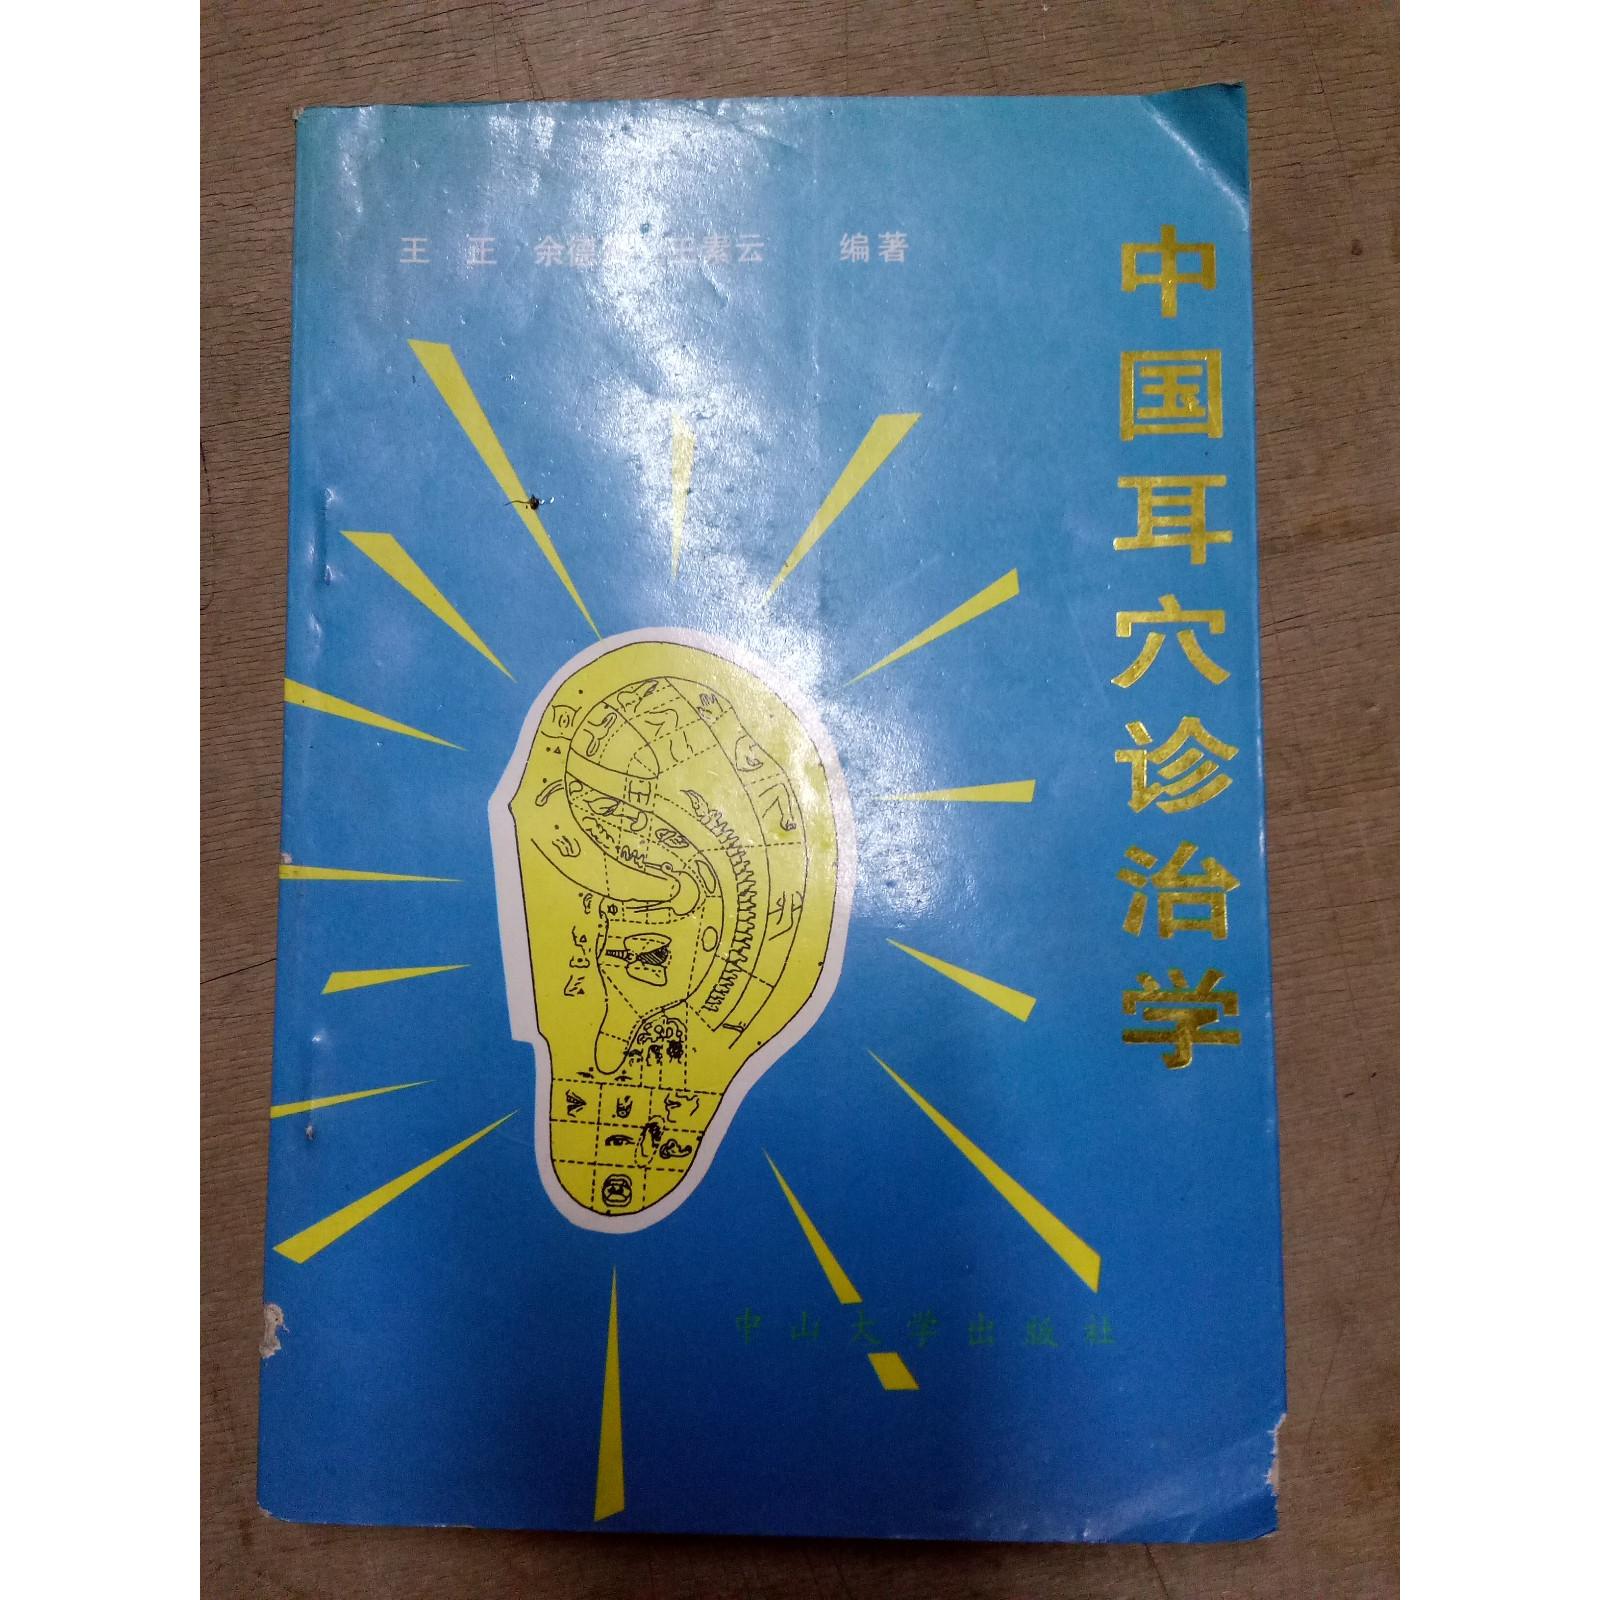 王 正 余德 王素云 编著
中国耳穴诊治学
中山大学出版社